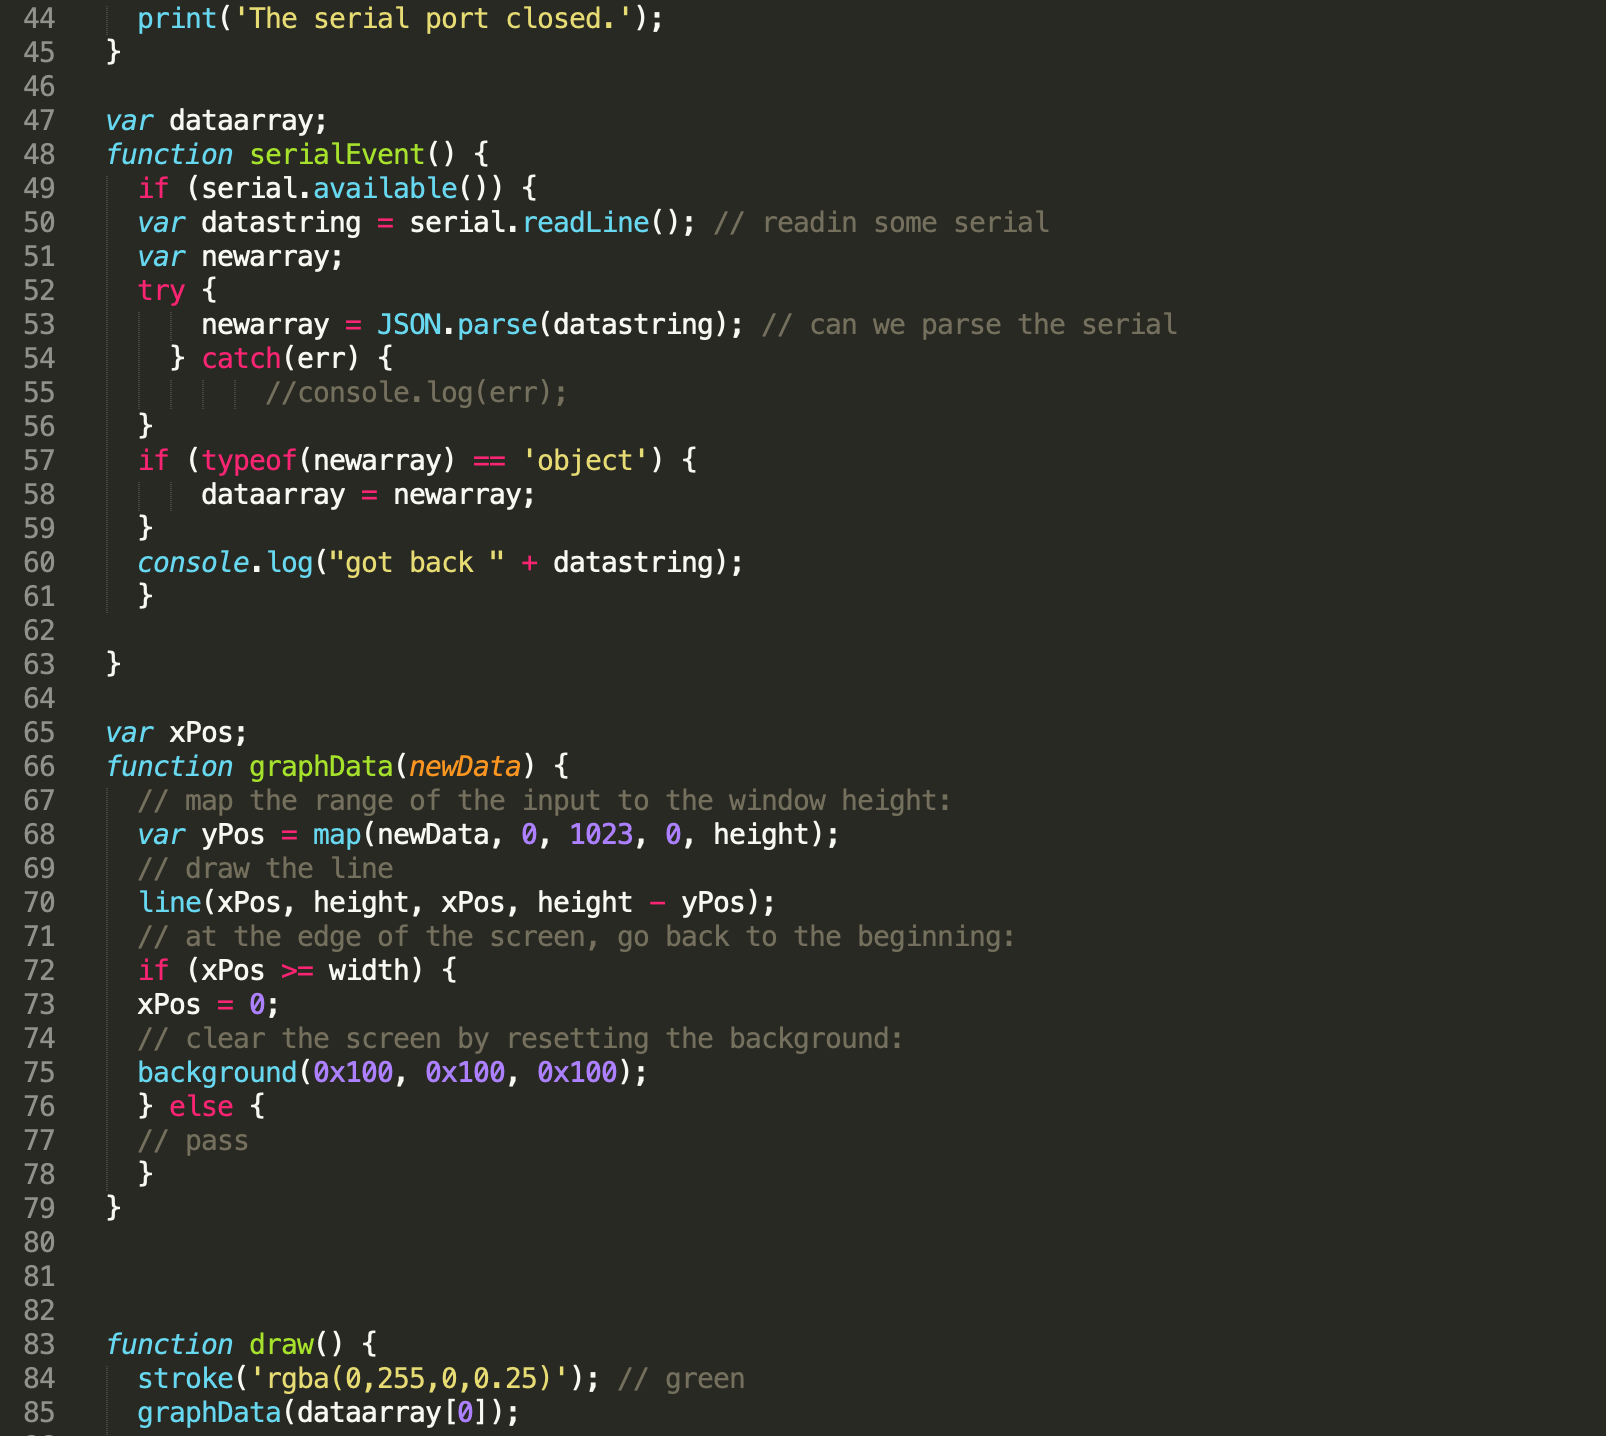 44 print('The serial port closed.');
45 }
46
47 var dataarray;
48 function serialEvent() {
49 if (serial.available()) {
50 var datastring = serial.readLine(); // readin some serial
51 var newarray;
52 try {
53 newarray = JSON.parse(datastring); // can we parse the serial
54 } catch(err) {
55 //console.log(err);
56 }
57 if (typeof(newarray) == 'object') {
58 dataarray = newarray;
59 }
60 console.log("got back " + datastring);
61 }
62
63 }
64
65 var xPos;
66 function graphData(newData) {
67 // map the range of the input to the window height:
68 var yPos = map(newData, 0, 1023, 0, height);
69 // draw the line
70 line(xPos, height, xPos, height - yPos);
71 // at the edge of the screen, go back to the beginning:
72 if (xPos >= width) {
73 xPos = 0;
74 // clear the screen by resetting the background:
75 background(0x100, 0x100, 0x100);
76 } else {
77 // pass
78 }
79 }
80
81
82
83 function draw() {
84 stroke('rgba(0,255,0,0.25)'); // green
85 graphData(dataarray[0]);